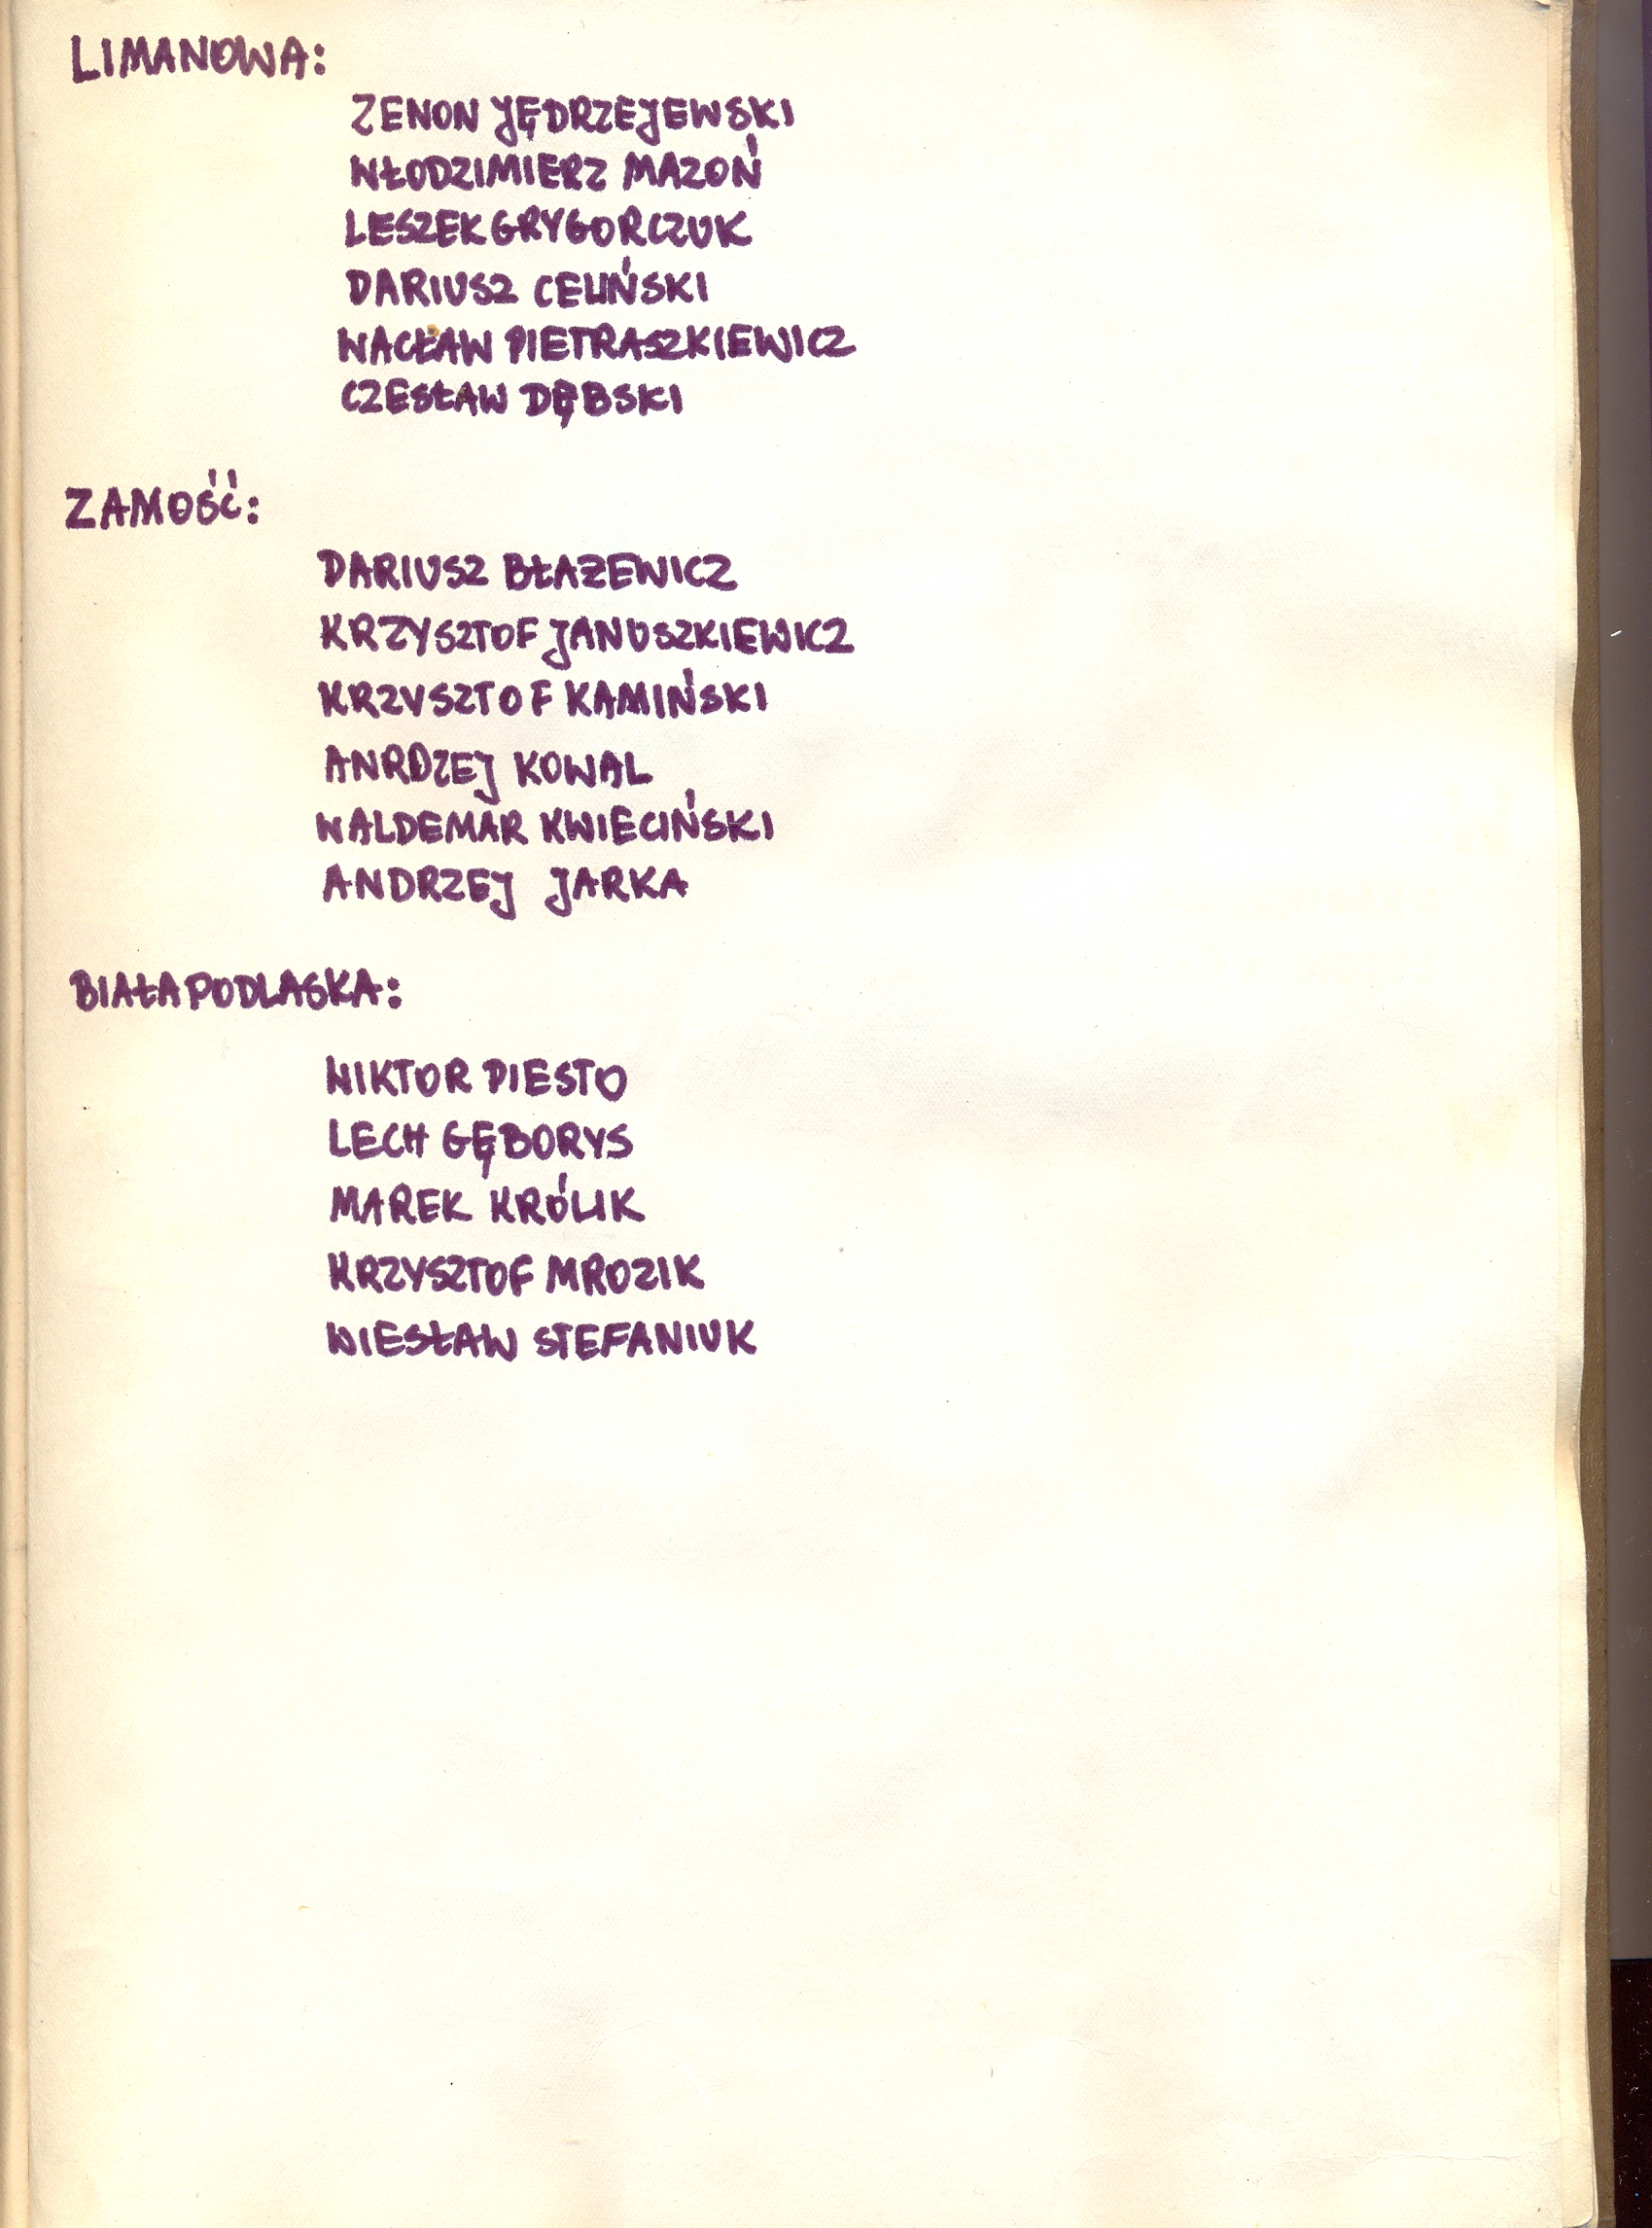 LIMANOWA:
ZENON JĘDRZEJEWSKI
WŁODZIMIERZ MAZOŃ
LESZEK GRYGORCZUK
DARIUSZ CELIŃSKI
WACŁAW PIETRASZKIEWICZ
CZESŁAW DĘBSKI
ZAMOŚĆ:
DARIUSZ BŁAŻEWICZ
KRZYSZTOF JANUSZKIEWICZ
KRZYSZTOF KAMIŃSKI
ANRDZEJ KOWAL
WALDEMAR KWIECIŃSKI
ANDRZEJ JARKA
BIAŁA PODLASKA:
WIKTOR PIESTO
LECH GĘBORYS
MAREK KRÓLIK
KRZYSZTOF MROZIK
WIESŁAW STEFANIUK